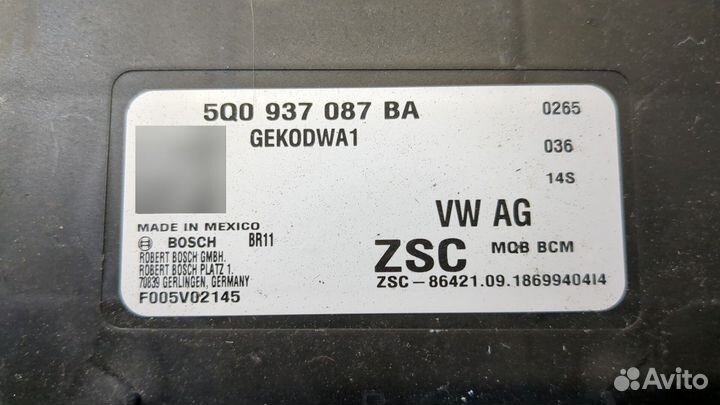 5Q0 937 087 BA
0265
GEKODWA1
036
14S
VW AG
MADE IN MEXICO
BOSCH BR11
ZSC MQB BCM
ROBERT BOSCH GMBH.
ROBERT BOSCH PLATZ 1.
70839 GERLINGEN, GERMANY
ZSC-86421.09.1869940414
F005V02145
Avito